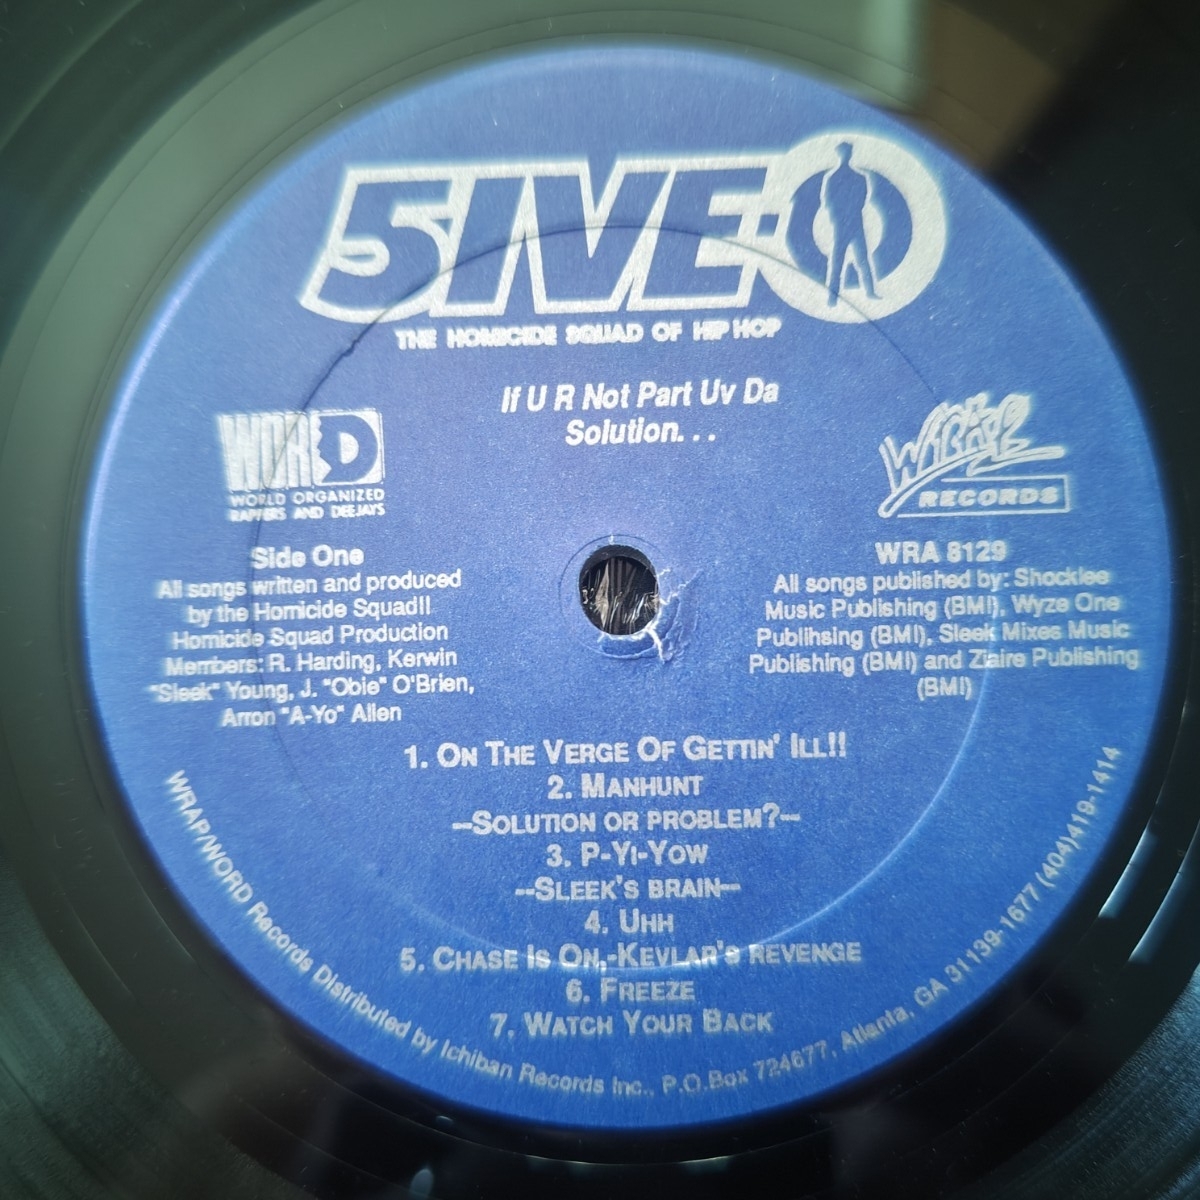 5IVE-O
THE HOMICIDE SQUAD OF HIP HOP
If U R Not Part Uv Da
Solution. . .
WORD
WORLD ORGANIZED
RAPPERS AND DEEJAYS
WRAP
RECORDS
Side One
All songs written and produced
by the Homicide Squad!!
Homicide Squad Production
Members: R. Harding, Kerwin
"Sleek" Young, J. "Obie" O'Brien,
Arron "A-Yo" Allen
WRA 8129
All songs published by: Shocklee
Music Publishing (BMI), Wyze One
Publihsing (BMI), Sleek Mixes Music
Publishing (BMI) and Ziaire Publishing
(BMI)
1. ON THE VERGE OF GETTIN' ILL!!
2. MANHUNT
--SOLUTION OR PROBLEM?--
3. P-YI-YOW
--SLEEK'S BRAIN--
4. UHH
5. CHASE IS ON,-KEVLAR'S REVENGE
6. FREEZE
7. WATCH YOUR BACK
WRAP/WORD Records Distributed by Ichiban Records Inc., P.O.Box 724677, Atlanta, GA 31139-1677 (404)419-1414